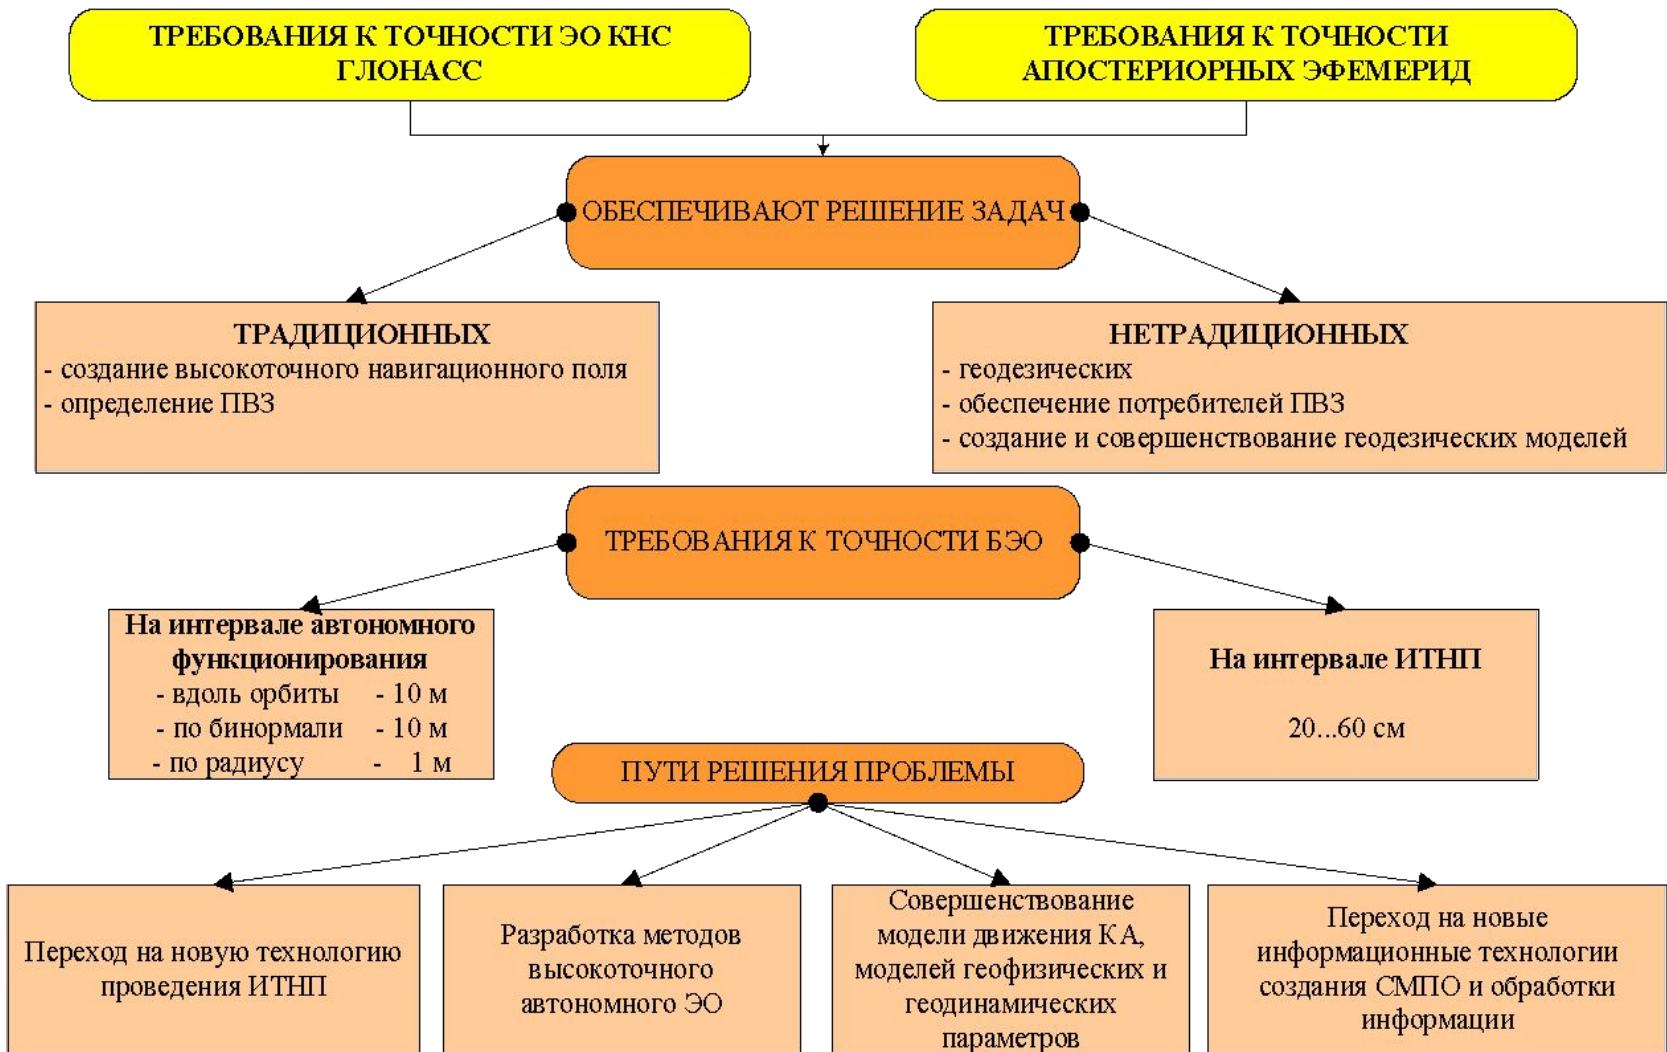 ТРЕБОВАНИЯ К ТОЧНОСТИ ЭО КНС
ГЛОНАСС
ТРЕБОВАНИЯ К ТОЧНОСТИ
АПОСТЕРИОРНЫХ ЭФЕМЕРИД
ОБЕСПЕЧИВАЮТ РЕШЕНИЕ ЗАДАЧ
ТРАДИЦИОННЫХ
- создание высокоточного навигационного поля
- определение ПВЗ
НЕТРАДИЦИОННЫХ
- геодезических
- обеспечение потребителей ПВЗ
- создание и совершенствование геодезических моделей
ТРЕБОВАНИЯ К ТОЧНОСТИ БЭО
На интервале автономного
функционирования
- вдоль орбиты - 10 м
- по бинормали - 10 м
- по радиусу - 1 м
На интервале ИТНП
20...60 см
ПУТИ РЕШЕНИЯ ПРОБЛЕМЫ
Переход на новую технологию
проведения ИТНП
Разработка методов
высокоточного
автономного ЭО
Совершенствование
модели движения КА,
моделей геофизических и
геодинамических
параметров
Переход на новые
информационные технологии
создания СМПО и обработки
информации